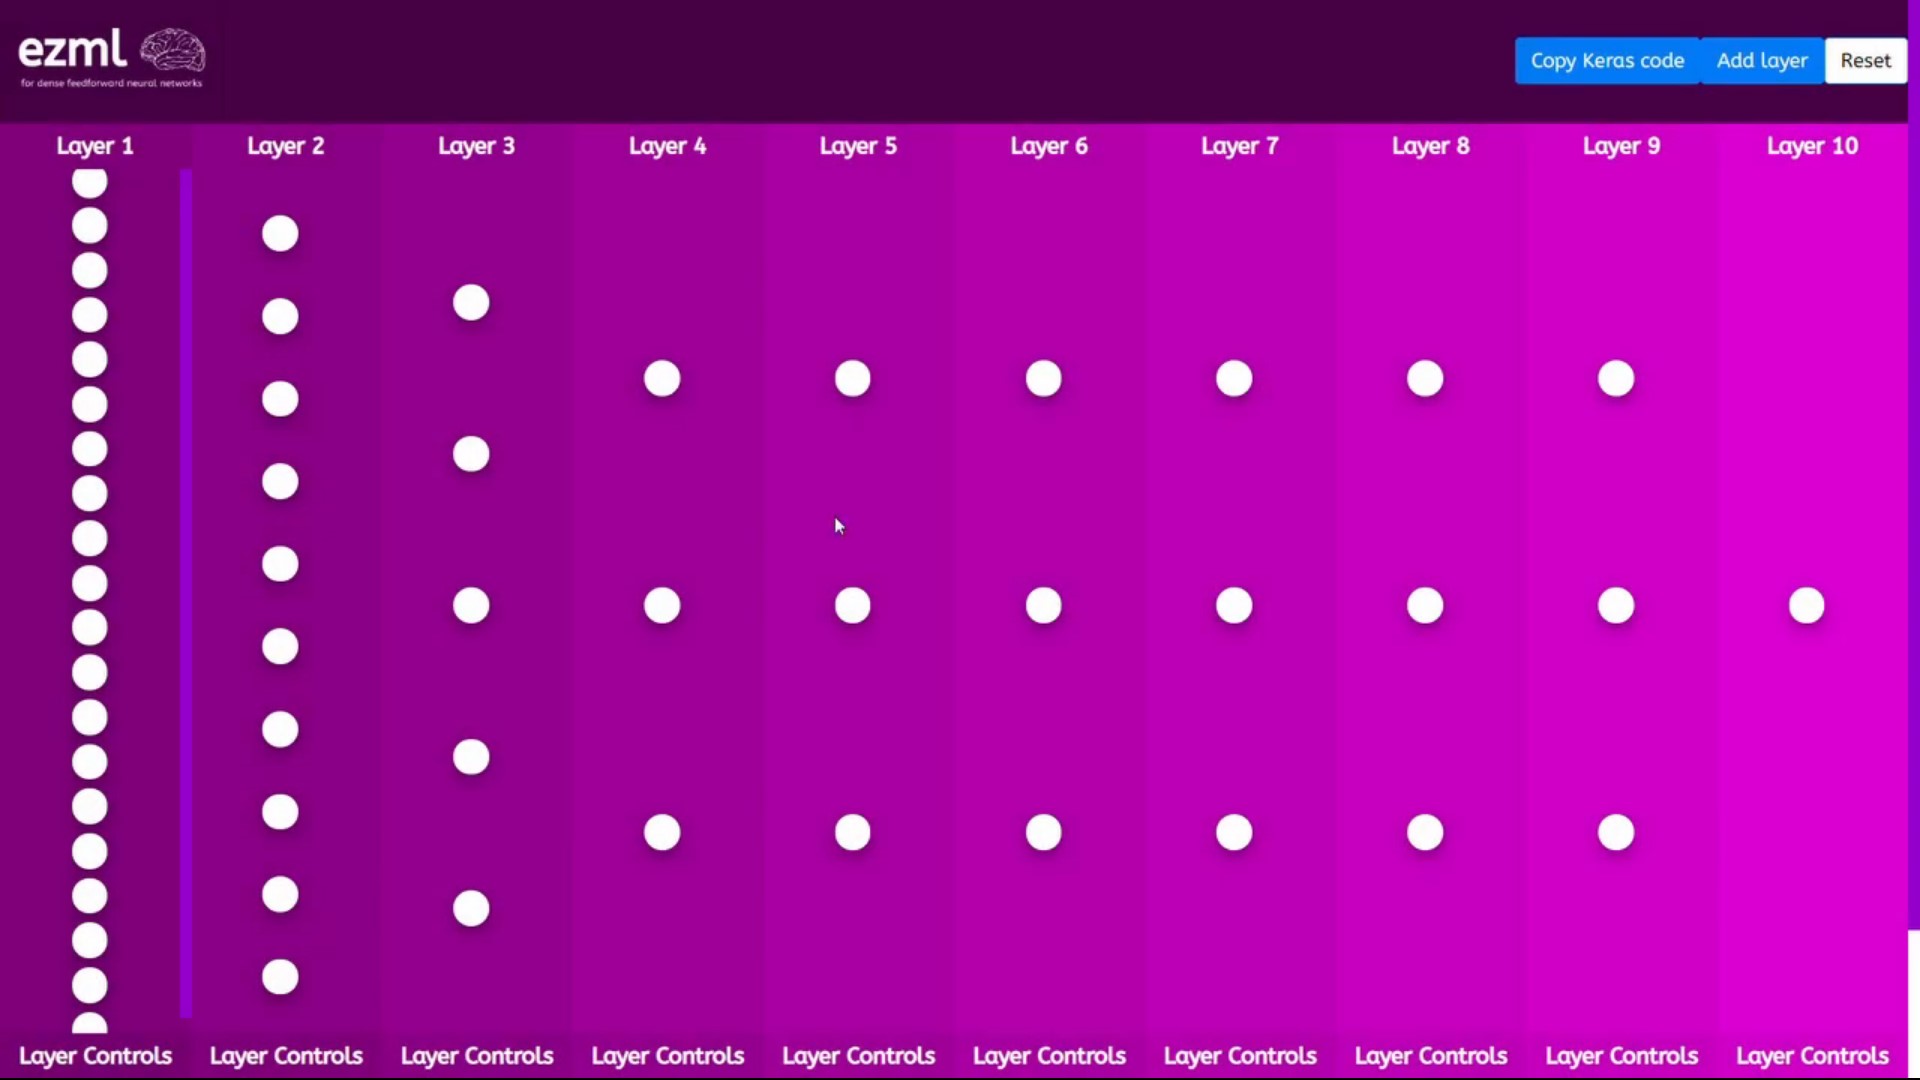 ezml
for dense feedforward neural networks
Copy Keras code
Add layer
Reset
Layer 1
Layer 2
Layer 3
Layer 4
Layer 5
Layer 6
Layer 7
Layer 8
Layer 9
Layer 10
Layer Controls
Layer Controls
Layer Controls
Layer Controls
Layer Controls
Layer Controls
Layer Controls
Layer Controls
Layer Controls
Layer Controls